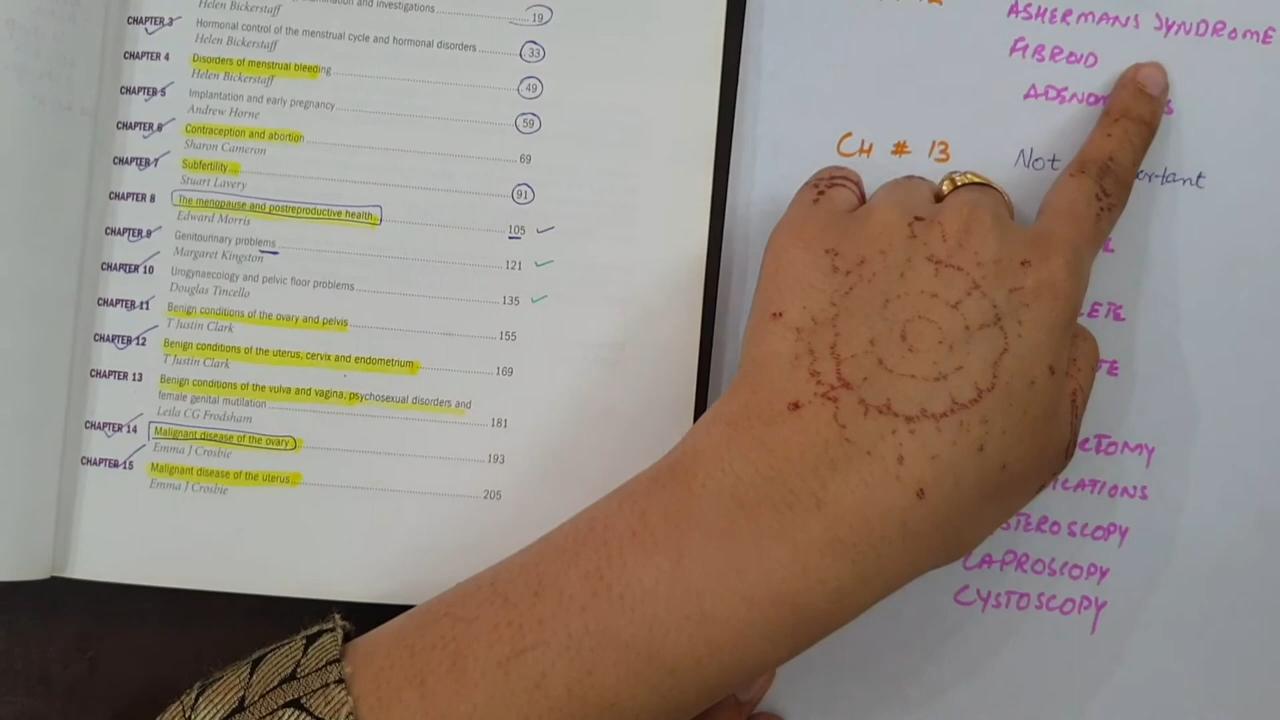 Helen Bickerstaff
and investigations 19
CHAPTER 3 Hormonal control of the menstrual cycle and hormonal disorders 33
Helen Bickerstaff
CHAPTER 4 Disorders of menstrual bleeding 49
Helen Bickerstaff
CHAPTER 5 Implantation and early pregnancy 59
Andrew Horne
CHAPTER 6 Contraception and abortion 69
Sharon Cameron
CHAPTER 7 Subfertility 91
Stuart Lavery
CHAPTER 8 The menopause and postreproductive health 105
Edward Morris
CHAPTER 9 Genitourinary problems 121
Margaret Kingston
CHAPTER 10 Urogynaecology and pelvic floor problems 135
Douglas Tincello
CHAPTER 11 Benign conditions of the ovary and pelvis 155
T Justin Clark
CHAPTER 12 Benign conditions of the uterus, cervix and endometrium 169
T Justin Clark
CHAPTER 13 Benign conditions of the vulva and vagina, psychosexual disorders and
female genital mutilation 181
Leila CG Frodsham
CHAPTER 14 Malignant disease of the ovary 193
Emma J Crosbie
CHAPTER 15 Malignant disease of the uterus 205
Emma J Crosbie
ASHERMANS SYNDROME
FIBROID
CH # 13 Not
LAPROSCOPY
CYSTOSCOPY